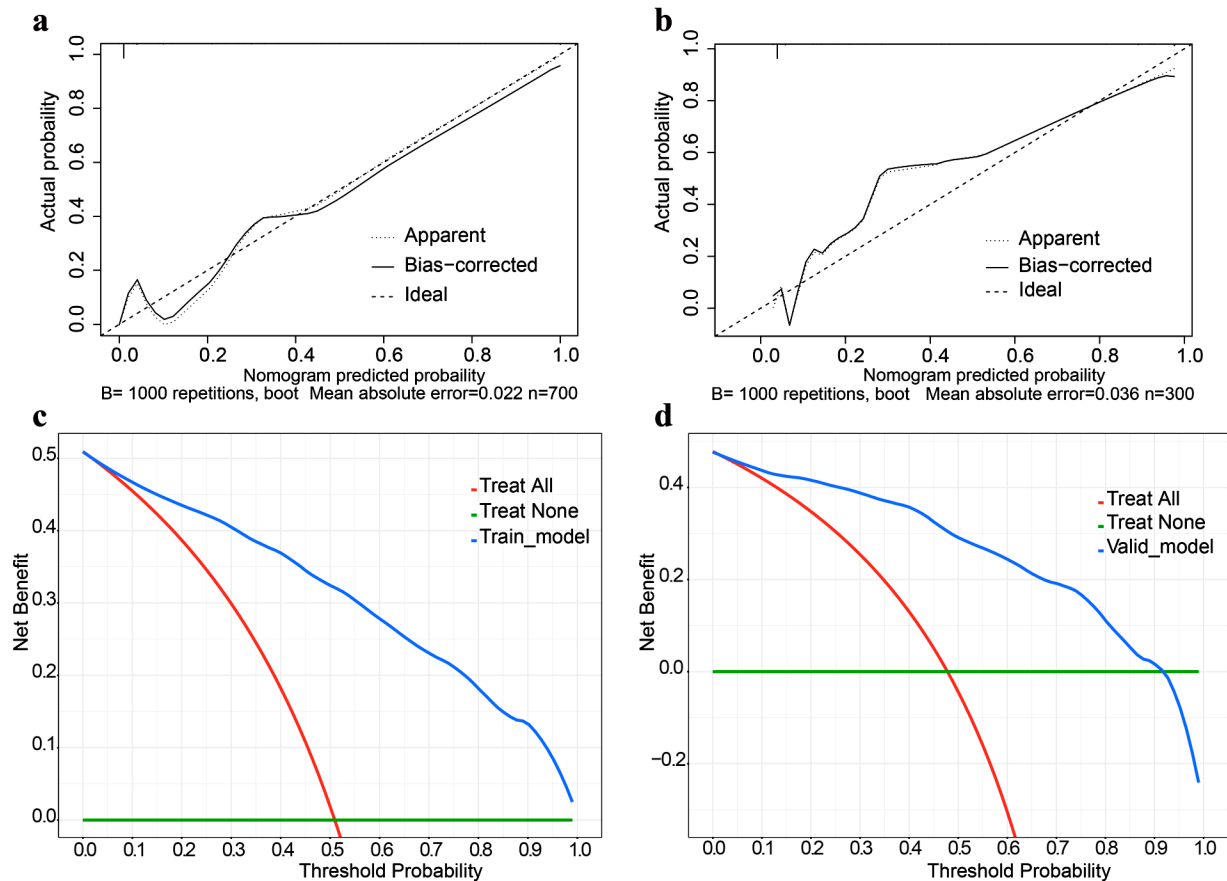 a
Actual probaility
1.0
0.8
0.6
0.4
0.2
0.0
Apparent
Bias-corrected
Ideal
0.0 0.2 0.4 0.6 0.8 1.0
Nomogram predicted probaility
B= 1000 repetitions, boot Mean absolute error=0.022 n=700
b
Actual probaility
1.0
0.8
0.6
0.4
0.2
0.0
Apparent
Bias-corrected
Ideal
0.0 0.2 0.4 0.6 0.8 1.0
Nomogram predicted probaility
B= 1000 repetitions, boot Mean absolute error=0.036 n=300
c
Net Benefit
0.5
0.4
0.3
0.2
0.1
0.0
Treat All
Treat None
Train_model
0.0 0.1 0.2 0.3 0.4 0.5 0.6 0.7 0.8 0.9 1.0
Threshold Probability
d
Net Benefit
0.4
0.2
0.0
−0.2
Treat All
Treat None
Valid_model
0.0 0.1 0.2 0.3 0.4 0.5 0.6 0.7 0.8 0.9 1.0
Threshold Probability